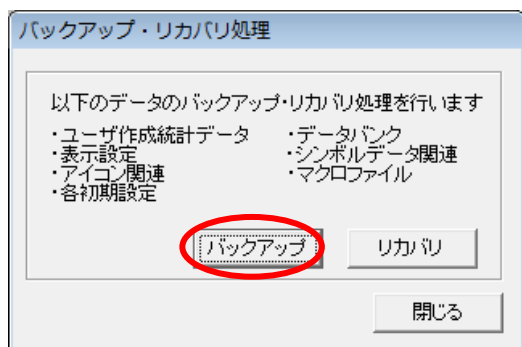 バックアップ・リカバリ処理
以下のデータのバックアップ・リカバリ処理を行います
・ユーザ作成統計データ ・データバンク
・表示設定 ・シンボルデータ関連
・アイコン関連 ・マクロファイル
・各初期設定
バックアップ リカバリ
閉じる